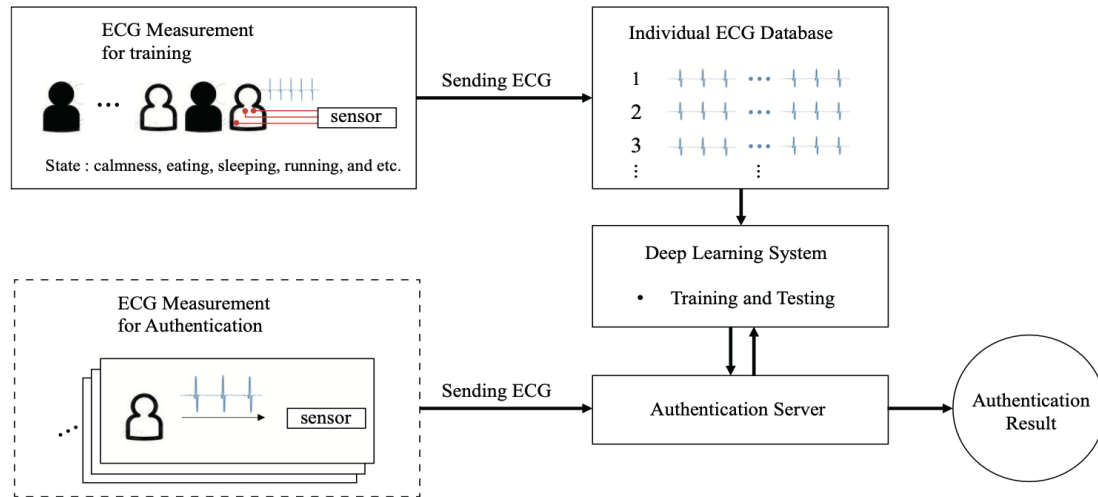 ECG Measurement
for training
...
sensor
State : calmness, eating, sleeping, running, and etc.
Sending ECG
Individual ECG Database
1 ...
2 ...
3 ...
⋮ ⋮
Deep Learning System
• Training and Testing
ECG Measurement
for Authentication
sensor
...
Sending ECG
Authentication Server
Authentication
Result